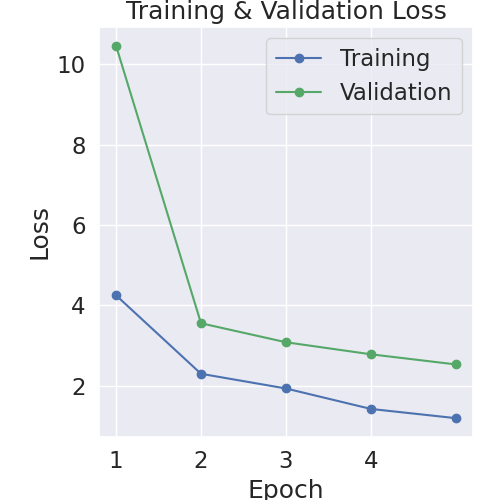 Training & Validation Loss
Training
Validation
Loss
10
8
6
4
2
1 2 3 4
Epoch